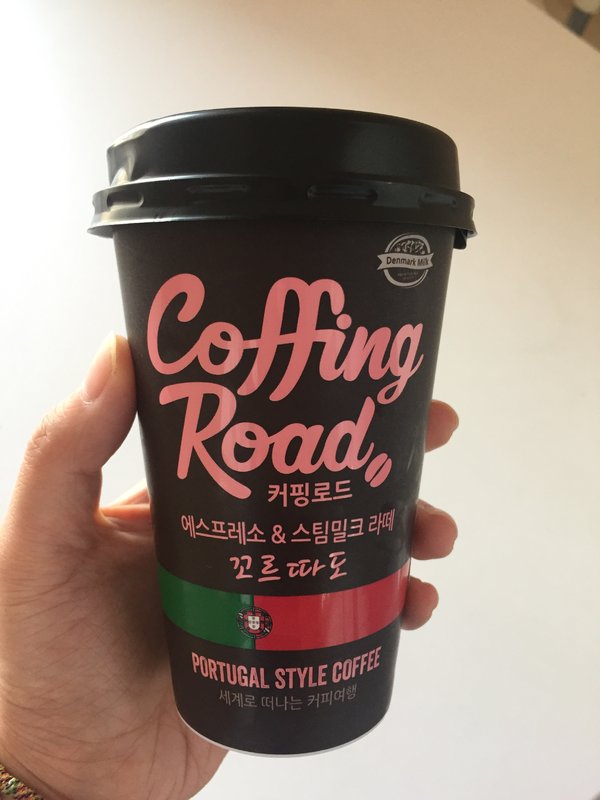 Denmark Milk
Coffing
Road
커핑로드
에스프레소 & 스팀밀크 라떼
꼬르따도
PORTUGAL STYLE COFFEE
세계로 떠나는 커피여행